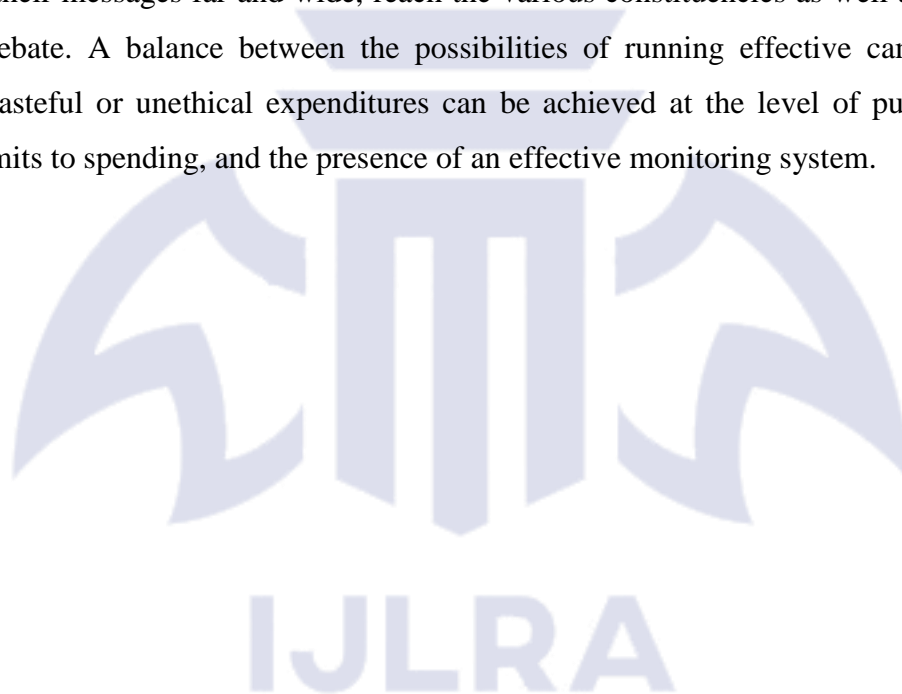 their messages far and wide, reach the various constituencies as well
ebate. A balance between the possibilities of running effective
asteful or unethical expenditures can be achieved at the level of
mits to spending, and the presence of an effective monitoring system.
IJLRA